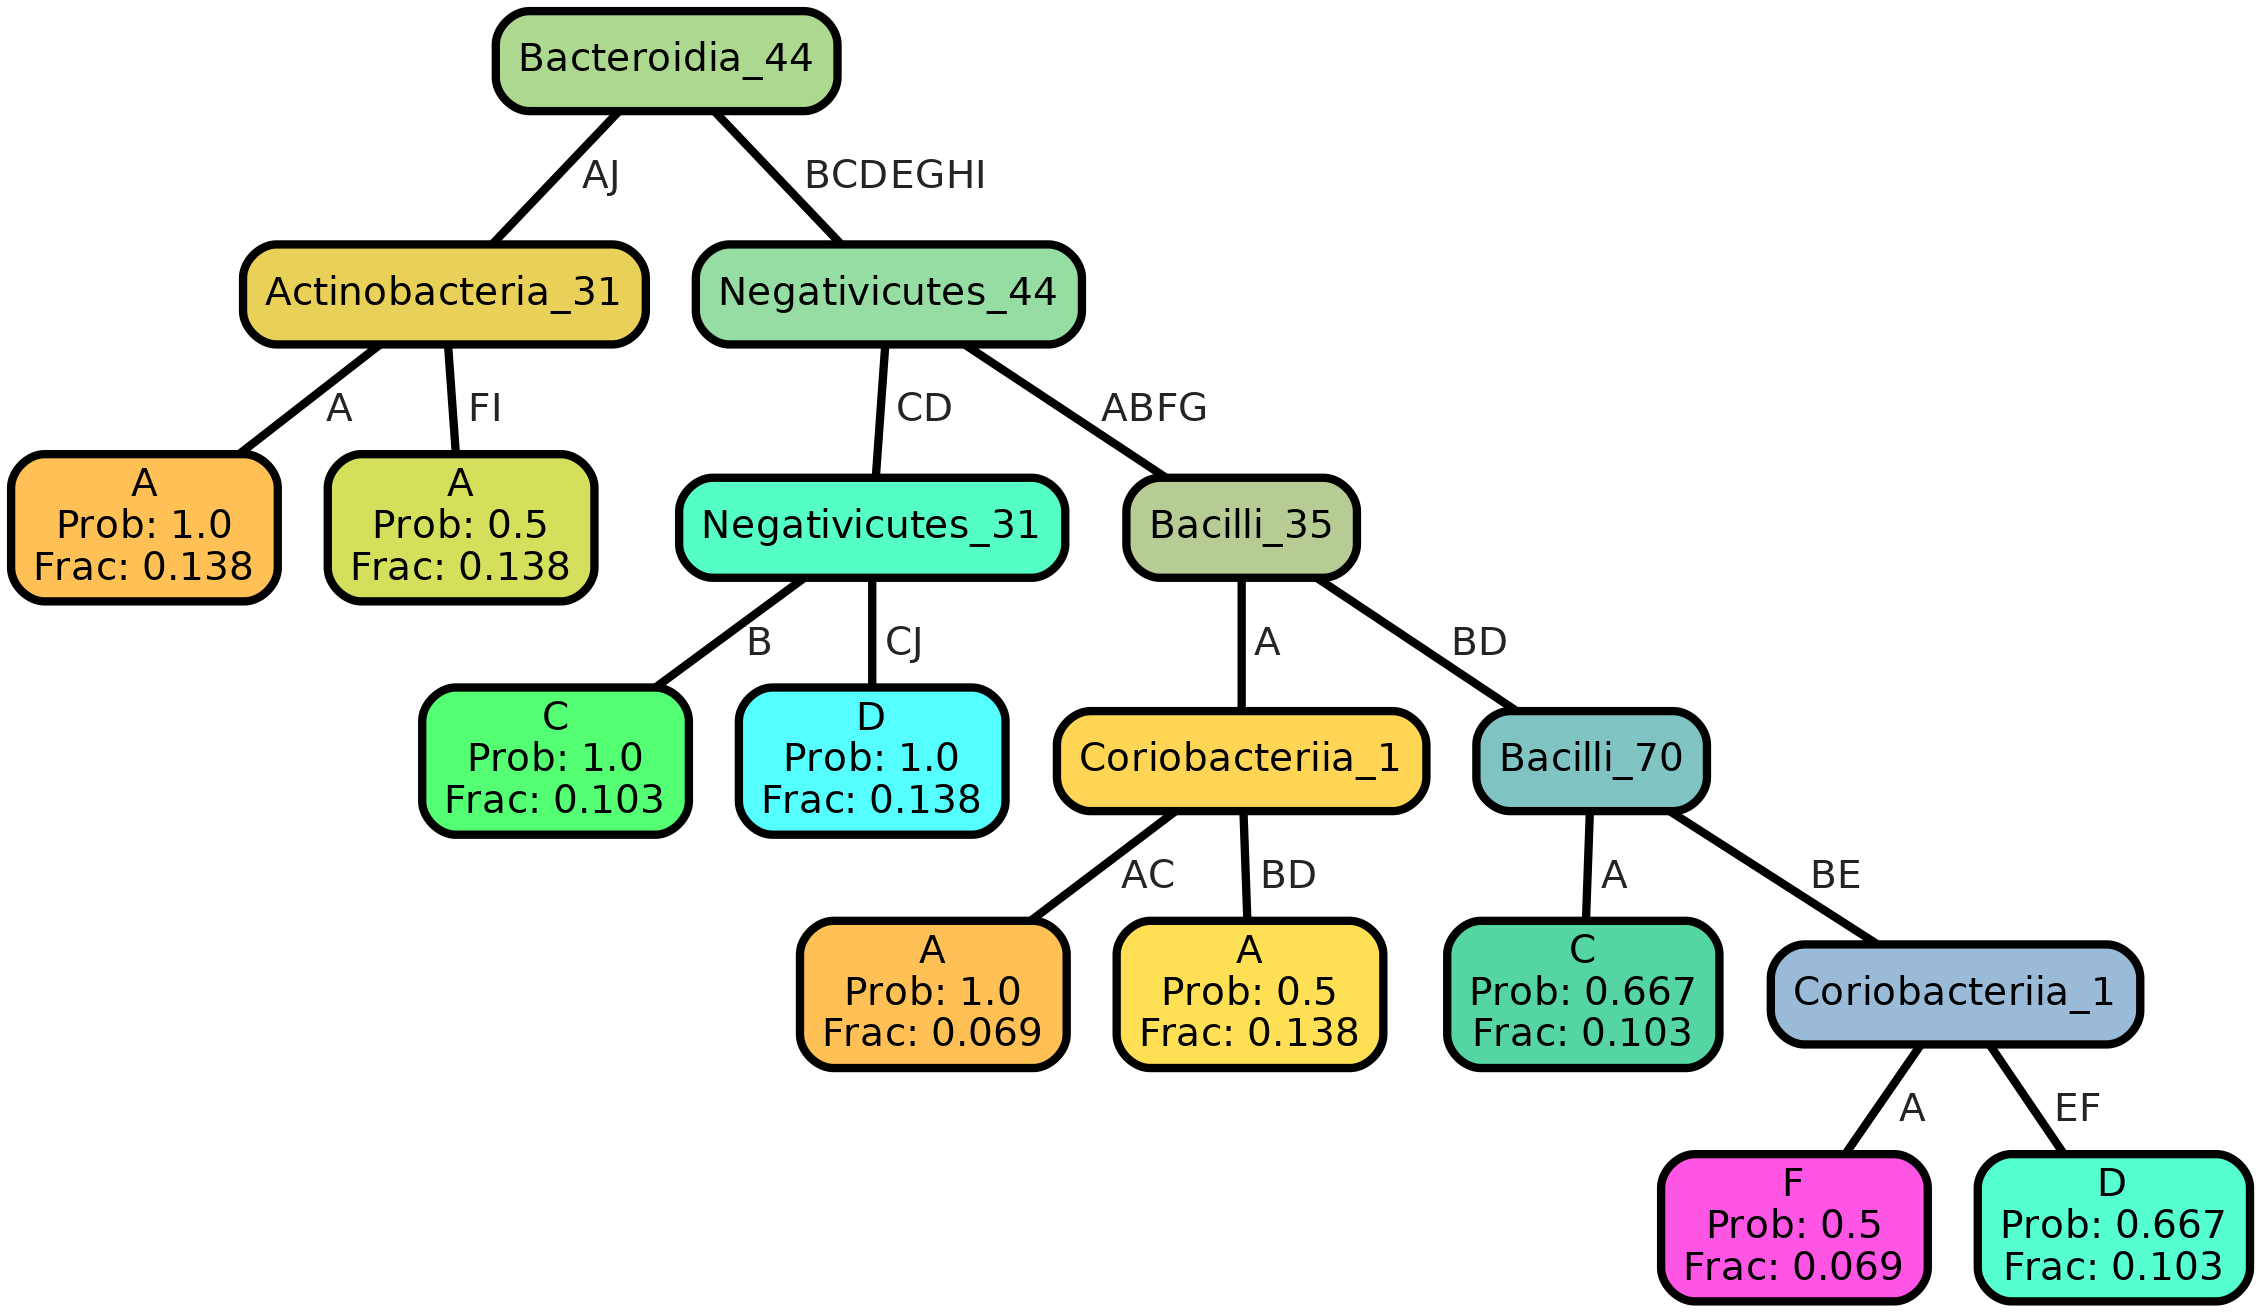 Bacteroidia_44
AJ
BCDEGHI
Actinobacteria_31
Negativicutes_44
A
FI
CD
ABFG
A
Prob: 1.0
Frac: 0.138
A
Prob: 0.5
Frac: 0.138
Negativicutes_31
Bacilli_35
B
CJ
A
BD
C
Prob: 1.0
Frac: 0.103
D
Prob: 1.0
Frac: 0.138
Coriobacteriia_1
Bacilli_70
AC
BD
A
BE
A
Prob: 1.0
Frac: 0.069
A
Prob: 0.5
Frac: 0.138
C
Prob: 0.667
Frac: 0.103
Coriobacteriia_1
A
EF
F
Prob: 0.5
Frac: 0.069
D
Prob: 0.667
Frac: 0.103